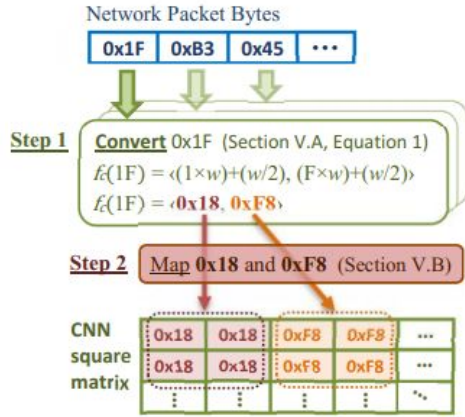 Network Packet Bytes
0x1F 0xB3 0x45 •••
Step 1 Convert 0x1F (Section V.A, Equation 1)
fc(1F) = ‹(1×w)+(w/2), (F×w)+(w/2)›
fc(1F) = ‹0x18, 0xF8›
Step 2 Map 0x18 and 0xF8 (Section V.B)
CNN square matrix
0x18 0x18 0xF8 0xF8 •••
0x18 0x18 0xF8 0xF8 •••
⋮ ⋮ ⋮ ⋮ ⋱